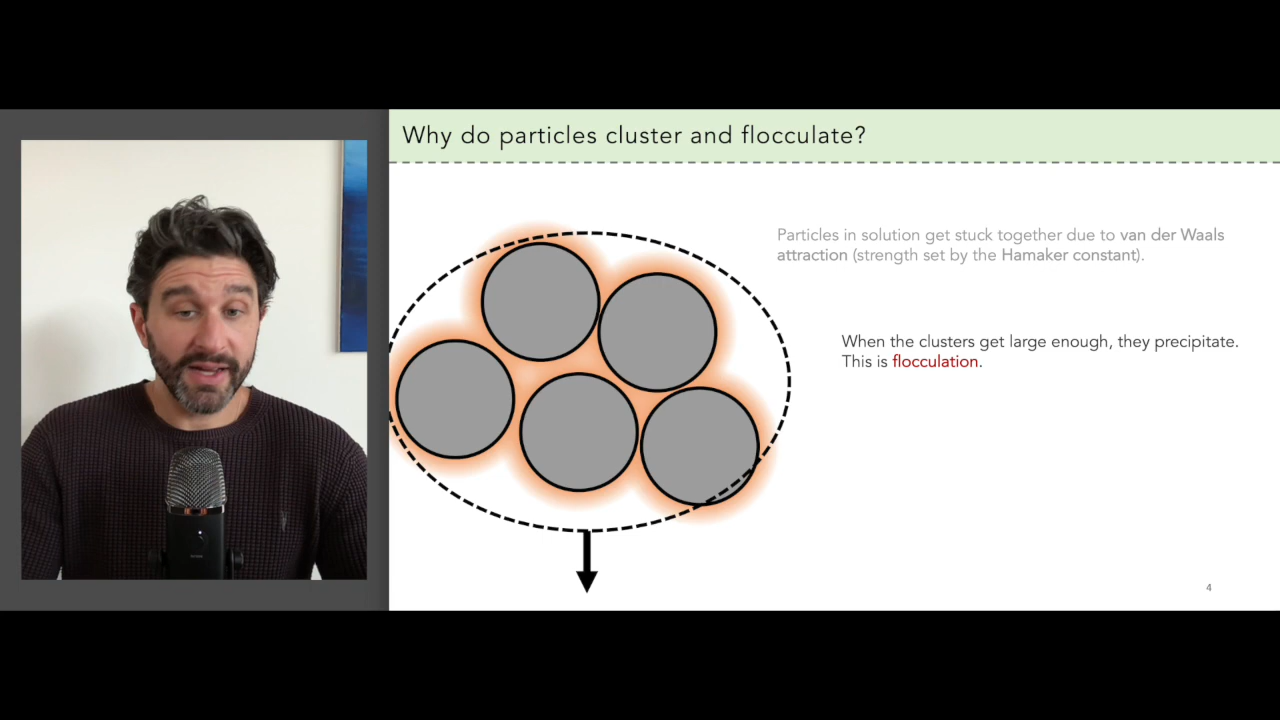 Why do particles cluster and flocculate?
Particles in solution get stuck together due to van der Waals
attraction (strength set by the Hamaker constant).
When the clusters get large enough, they precipitate.
This is flocculation.
4